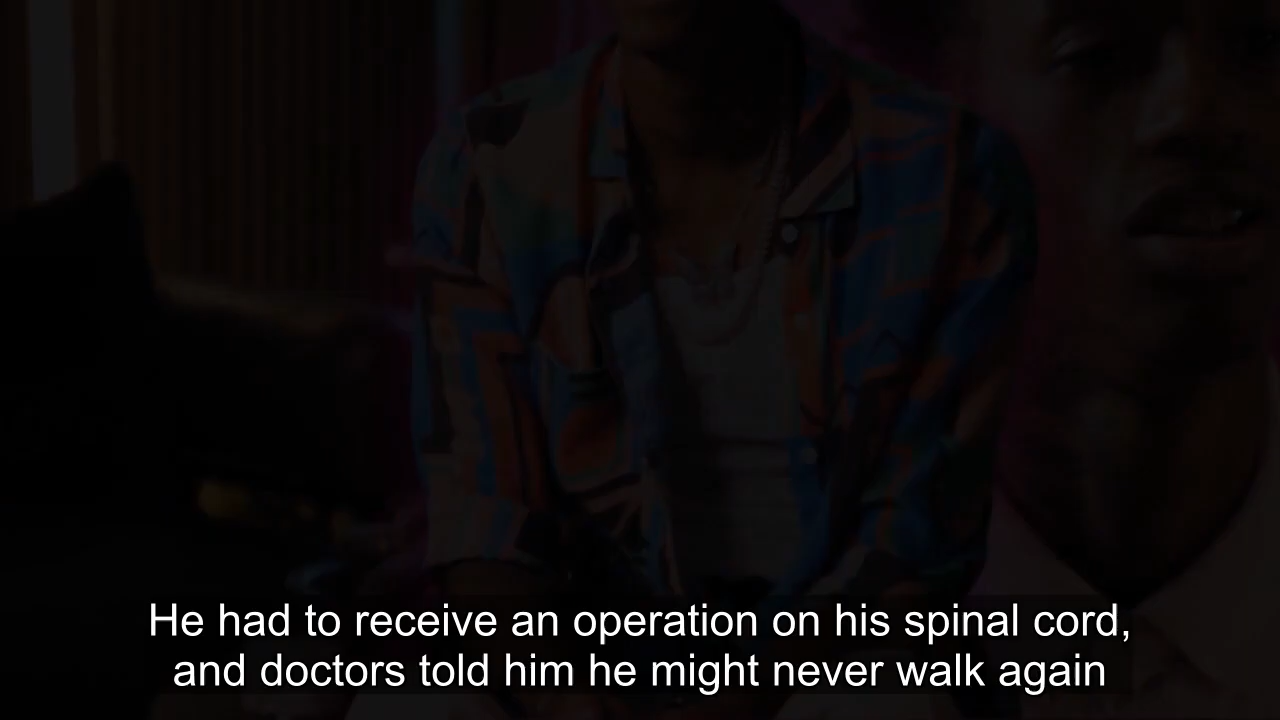 He had to receive an operation on his spinal cord,
and doctors told him he might never walk again